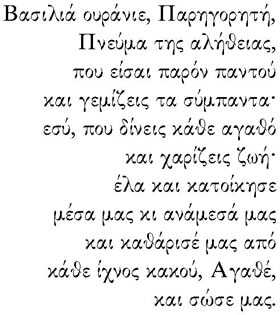 Βασιλιά ουράνιε, Παρηγορητή,
Πνεύμα της αλήθειας,
που είσαι παρόν παντού
και γεμίζεις τα σύμπαντα·
εσύ, που δίνεις κάθε αγαθό
και χαρίζεις ζωή·
έλα και κατοίκησε
μέσα μας κι ανάμεσά μας
και καθάρισέ μας από
κάθε ίχνος κακού, Αγαθέ,
και σώσε μας.